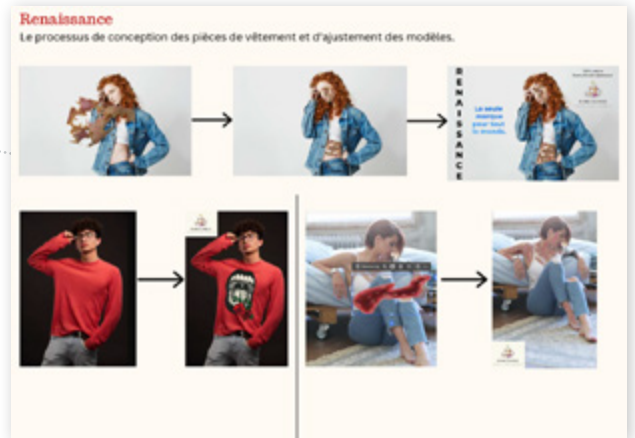 Renaissance
Le processus de conception des pièces de vêtement et d'ajustement des modèles.
RENAISSANCE
La seule
marque
pour tout
le monde.